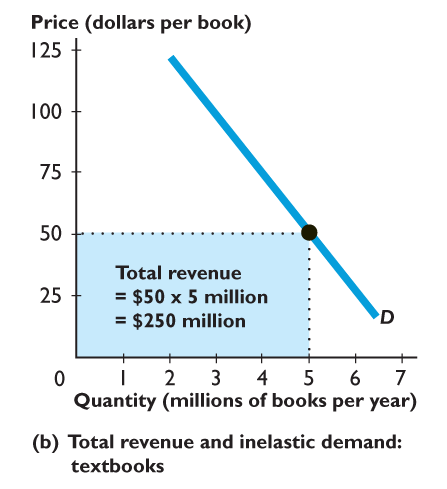 Price (dollars per book)
125
100
75
50
25
Total revenue
= $50 x 5 million
= $250 million
D
0 1 2 3 4 5 6 7
Quantity (millions of books per year)
(b) Total revenue and inelastic demand:
textbooks